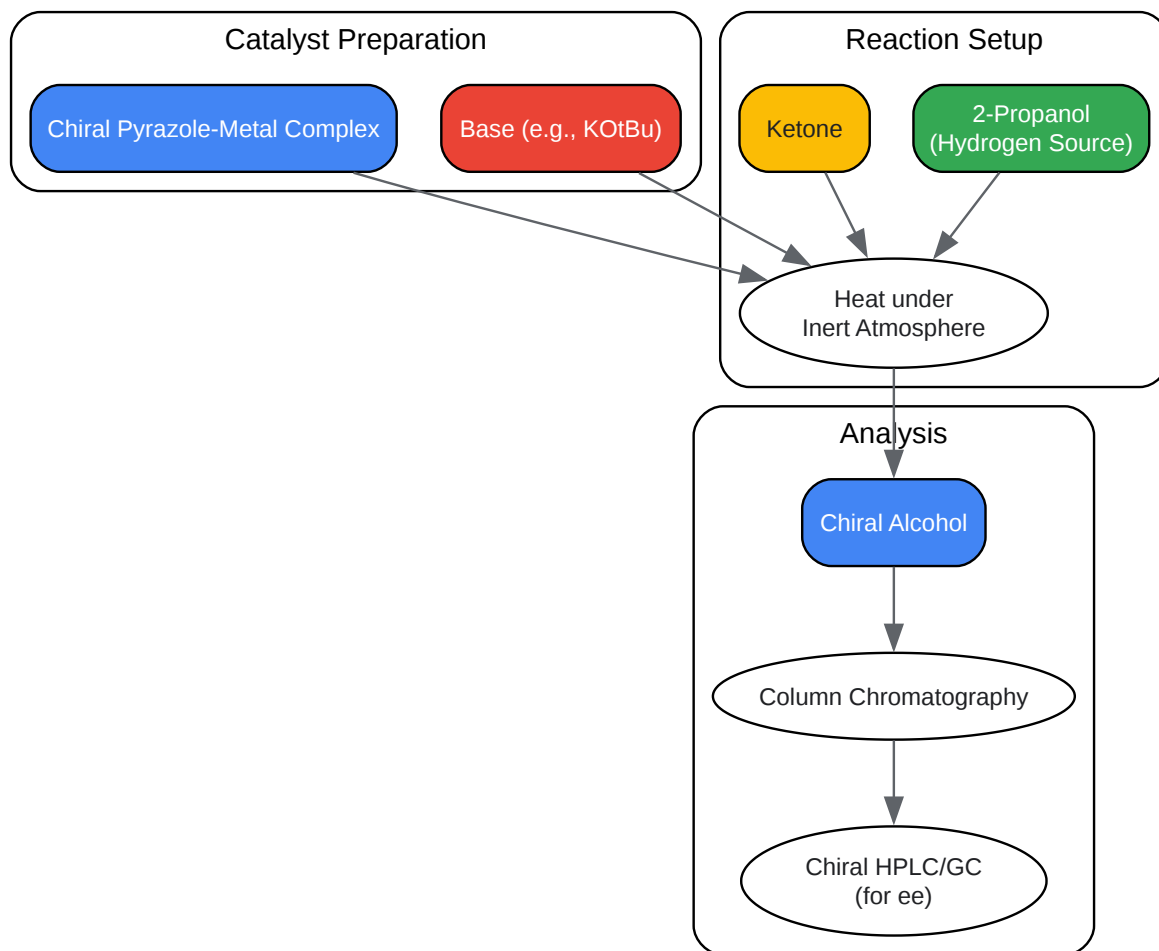 Catalyst Preparation
Chiral Pyrazole-Metal Complex
Base (e.g., KOtBu)
Reaction Setup
Ketone
2-Propanol
(Hydrogen Source)
Heat under
Inert Atmosphere
Analysis
Chiral Alcohol
Column Chromatography
Chiral HPLC/GC
(for ee)